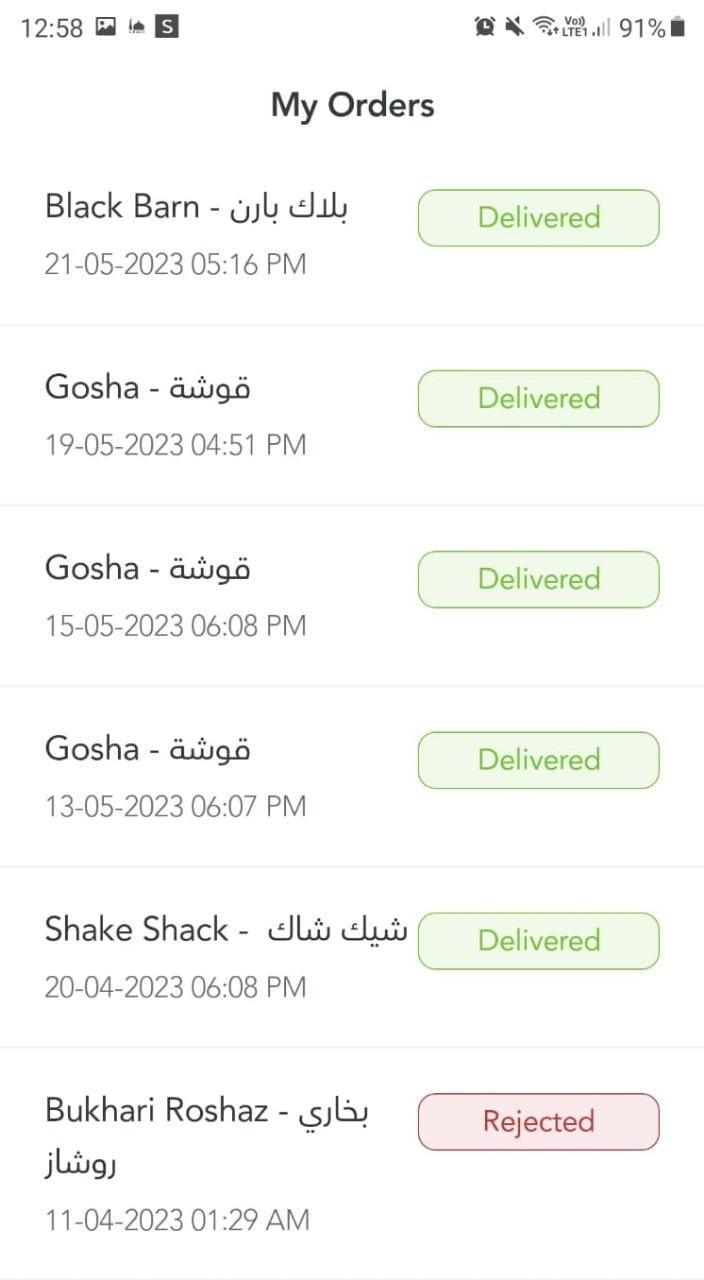 12:58 S Vo) LTE1 91%
My Orders
Black Barn - بلاك بارن
Delivered
21-05-2023 05:16 PM
Gosha - قوشة
Delivered
19-05-2023 04:51 PM
Gosha - قوشة
Delivered
15-05-2023 06:08 PM
Gosha - قوشة
Delivered
13-05-2023 06:07 PM
Shake Shack - شيك شاك
Delivered
20-04-2023 06:08 PM
Bukhari Roshaz - بخاري
روشاز
Rejected
11-04-2023 01:29 AM